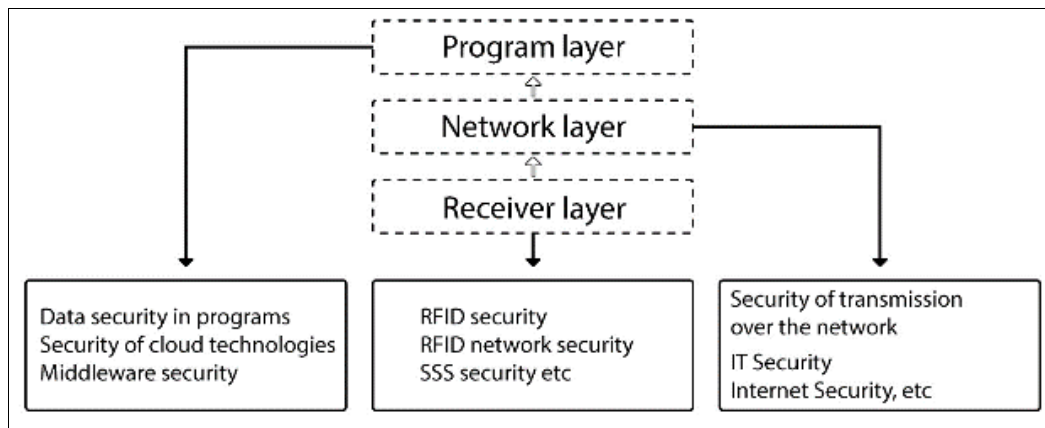 Program layer
Network layer
Receiver layer
Data security in programs
Security of cloud technologies
Middleware security
RFID security
RFID network security
SSS security etc
Security of transmission
over the network
IT Security
Internet Security, etc